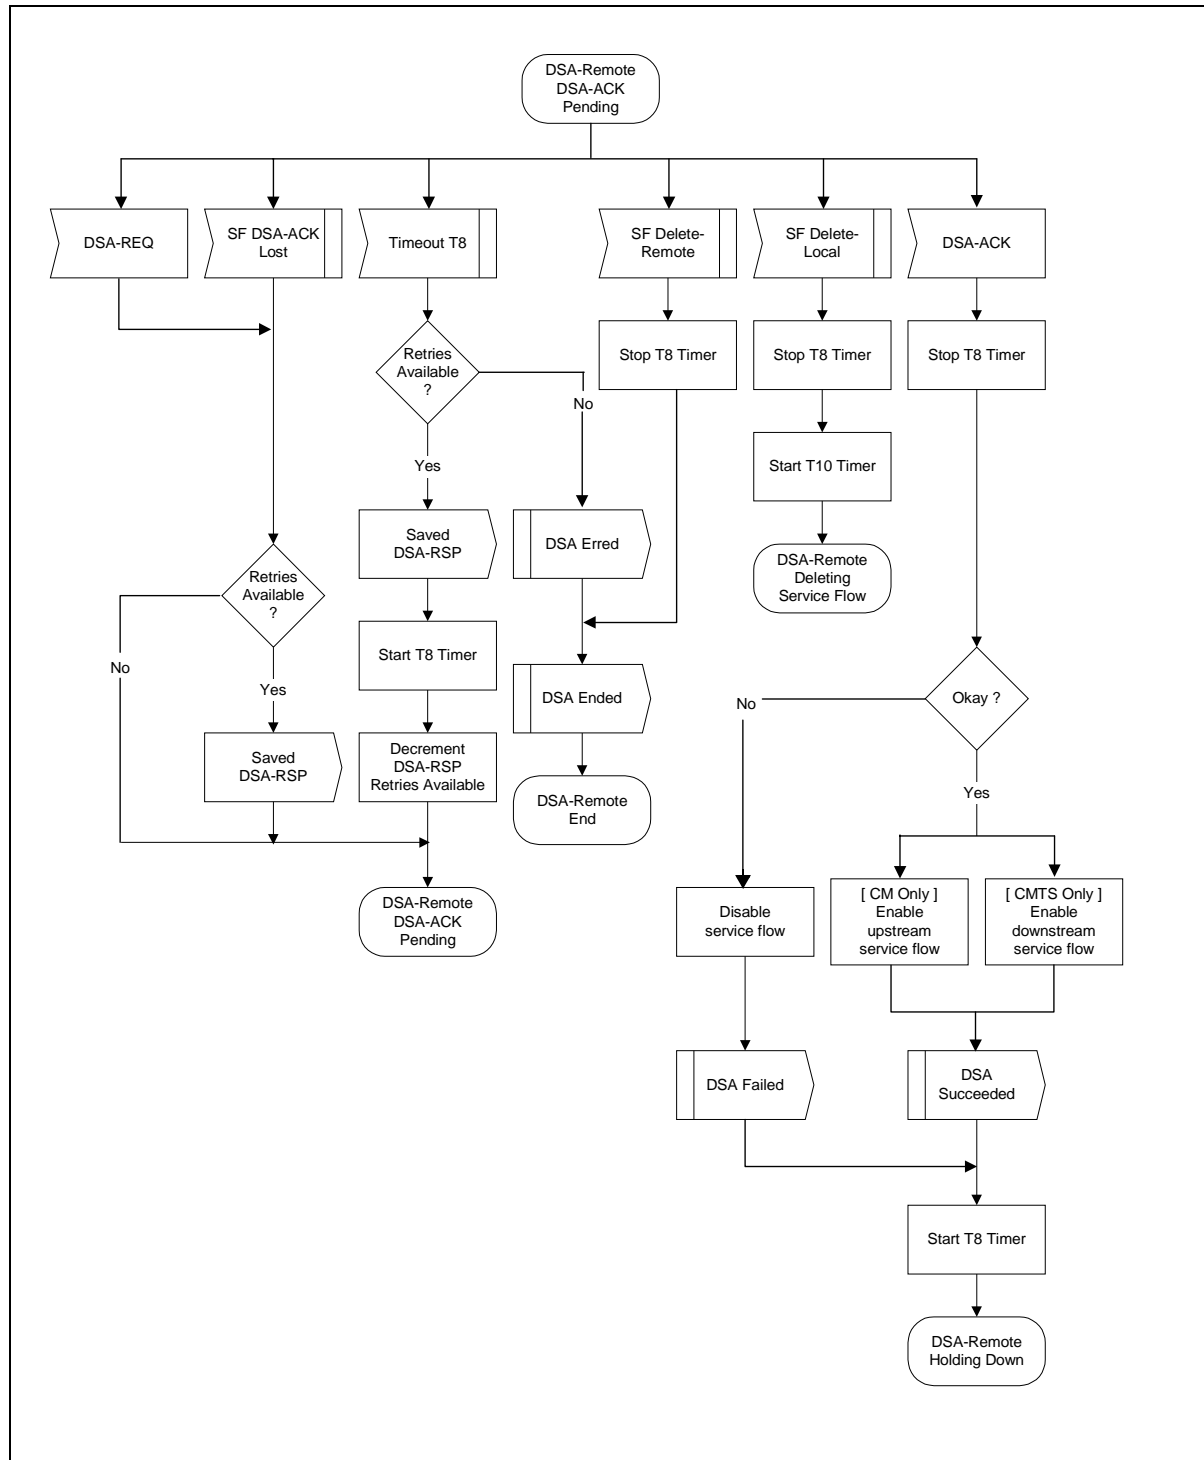 DSA-Remote
DSA-ACK
Pending
DSA-REQ
SF DSA-ACK
Lost
Timeout T8
SF Delete-
Remote
SF Delete-
Local
DSA-ACK
Retries
Available
?
Stop T8 Timer
Stop T8 Timer
Stop T8 Timer
No
Yes
Start T10 Timer
Saved
DSA-RSP
DSA Erred
DSA-Remote
Deleting
Service Flow
Retries
Available
?
Start T8 Timer
No
Yes
DSA Ended
Okay ?
No
Saved
DSA-RSP
Decrement
DSA-RSP
Retries Available
DSA-Remote
End
Yes
DSA-Remote
DSA-ACK
Pending
Disable
service flow
[ CM Only ]
Enable
upstream
service flow
[ CMTS Only ]
Enable
downstream
service flow
DSA Failed
DSA
Succeeded
Start T8 Timer
DSA-Remote
Holding Down